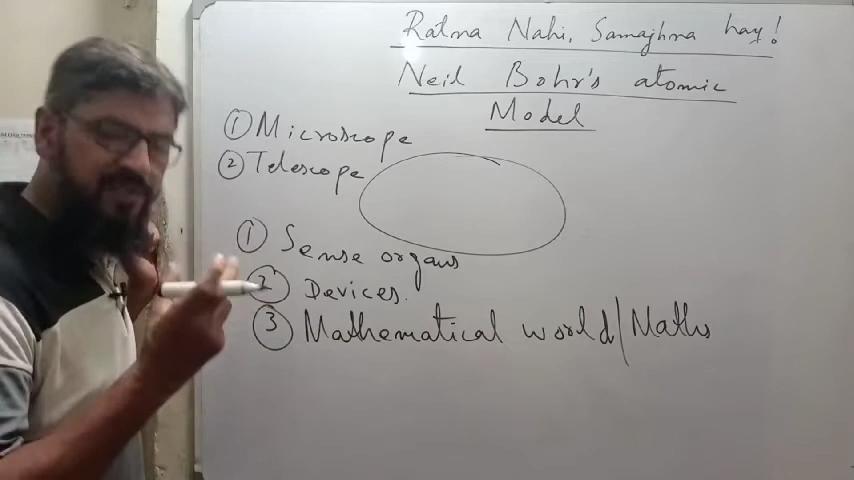 Ratna Nahi, Samajhna hay!
Neil Bohr's atomic
Model
① Microscope
② Telescope
① Sense organs
② Devices.
③ Mathematical world/Maths